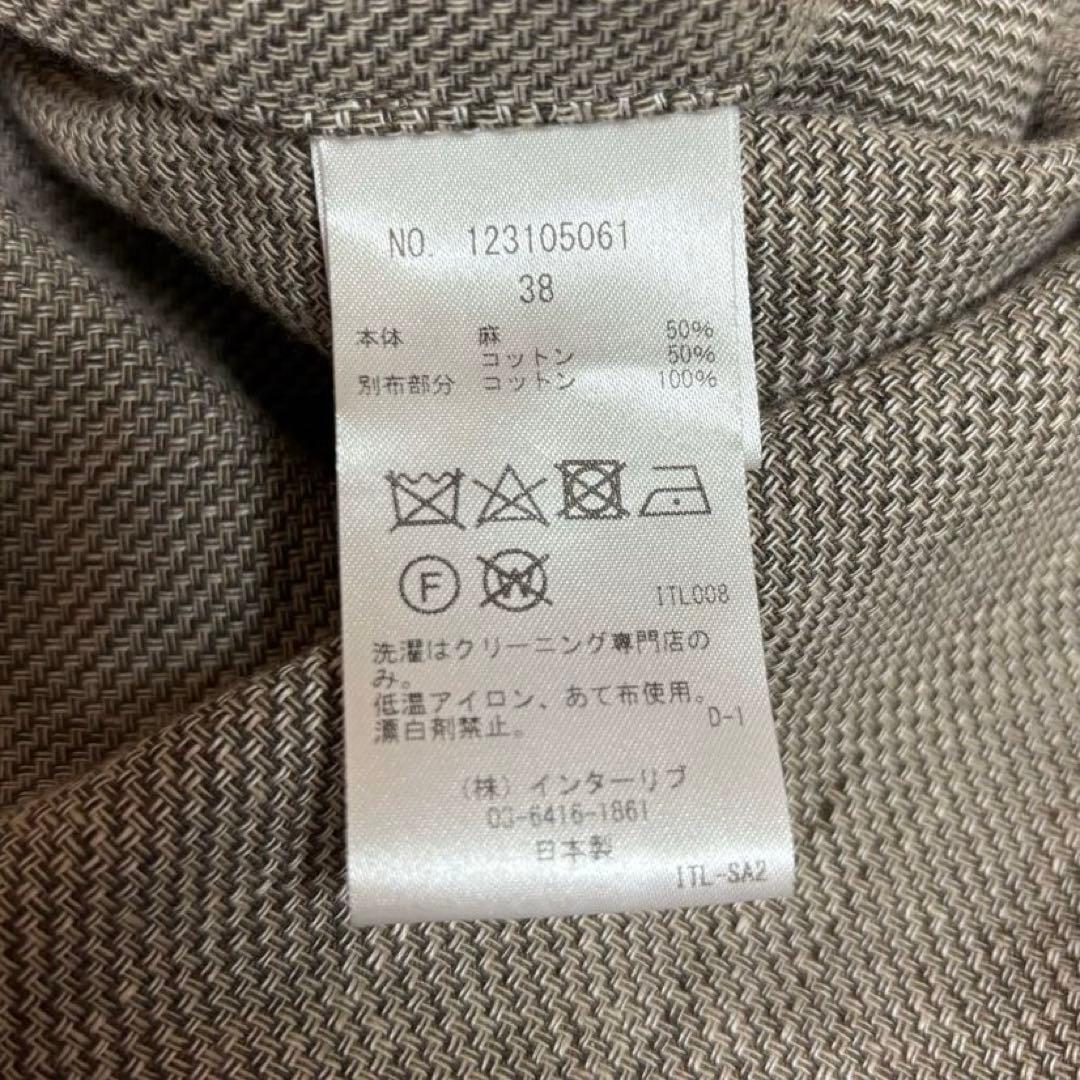 NO. 123105061
38
本体 麻 50%
コットン 50%
別布部分 コットン 100%
F W
ITL008
洗濯はクリーニング専門店の
み。
低温アイロン、あて布使用。
漂白剤禁止。
D-1
(株)インターリブ
03-6416-1861
日本製
ITL-SA2